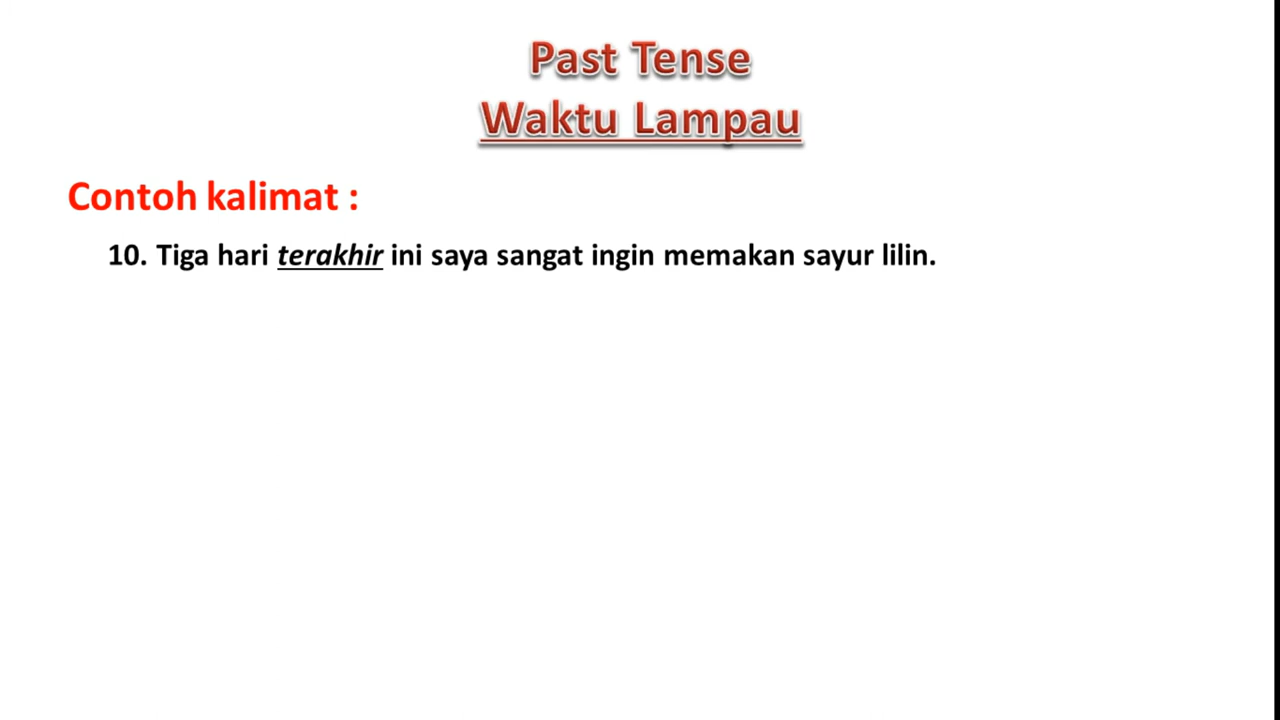 Past Tense
Waktu Lampau
Contoh kalimat :
10. Tiga hari terakhir ini saya sangat ingin memakan sayur lilin.